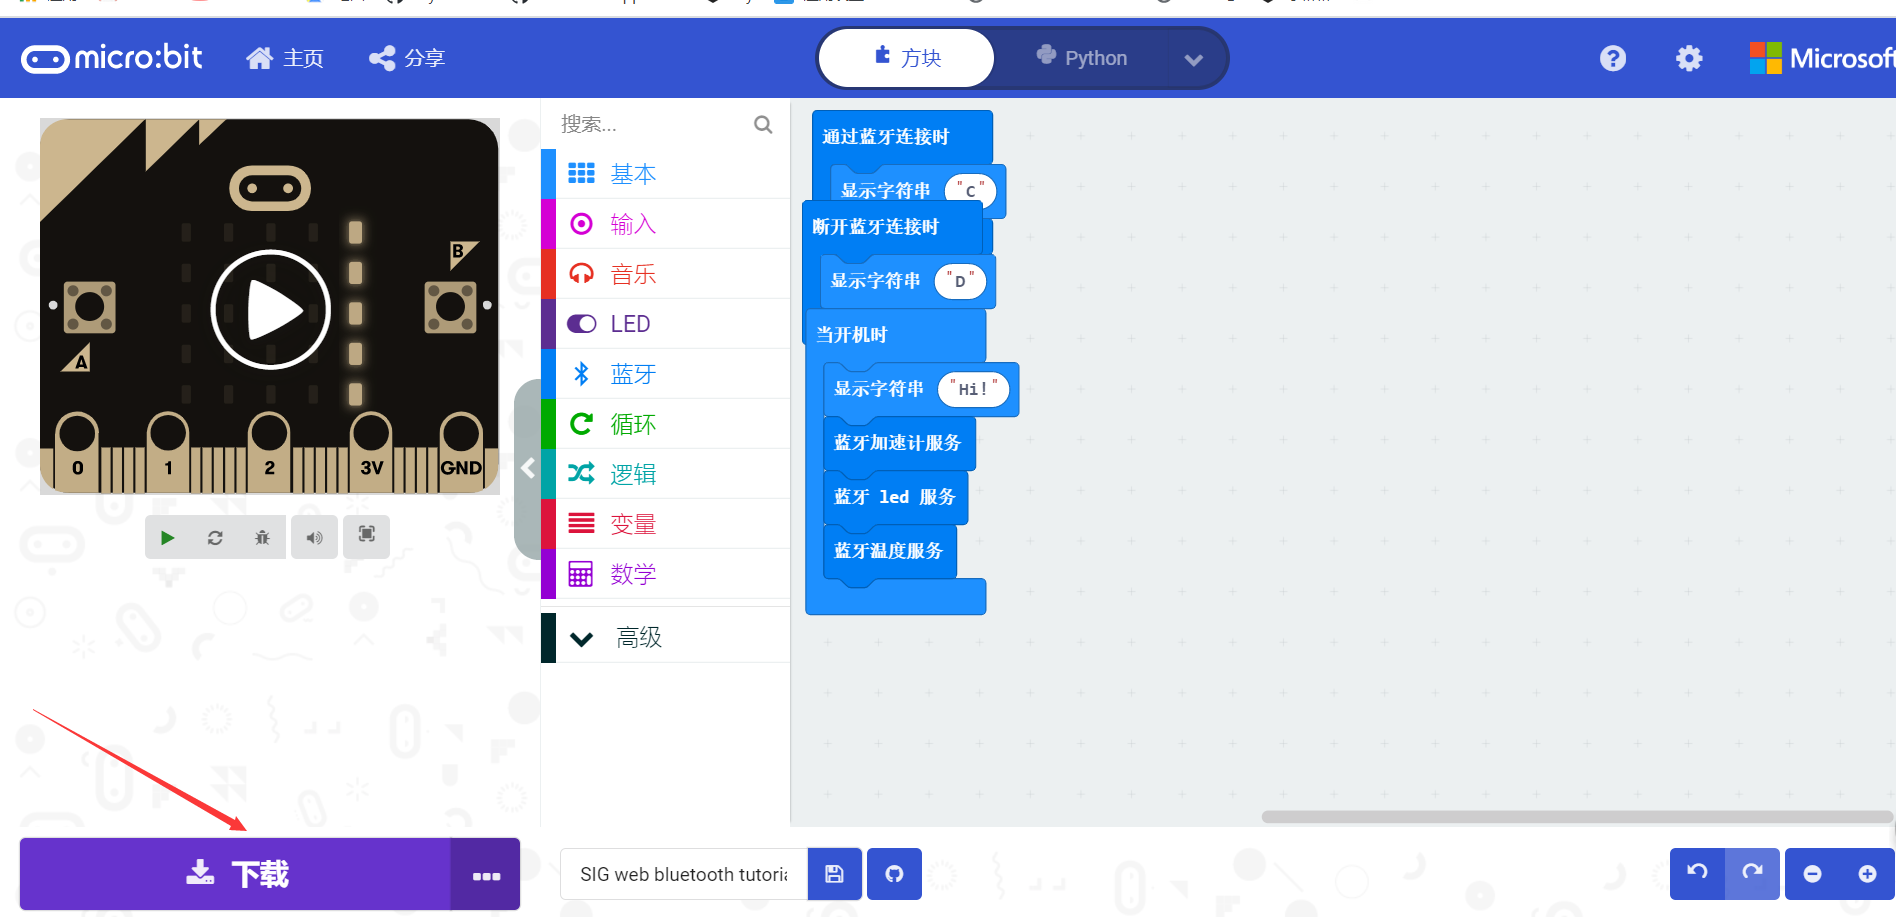 micro:bit
主页
分享
方块
Python
Microsoft
搜索...
基本
输入
音乐
LED
蓝牙
循环
逻辑
变量
数学
高级
B
A
0
1
2
3V
GND
通过蓝牙连接时
显示字符串 "C"
断开蓝牙连接时
显示字符串 "D"
当开机时
显示字符串 "Hi!"
蓝牙加速计服务
蓝牙 led 服务
蓝牙温度服务
下载
SIG web bluetooth tutoria